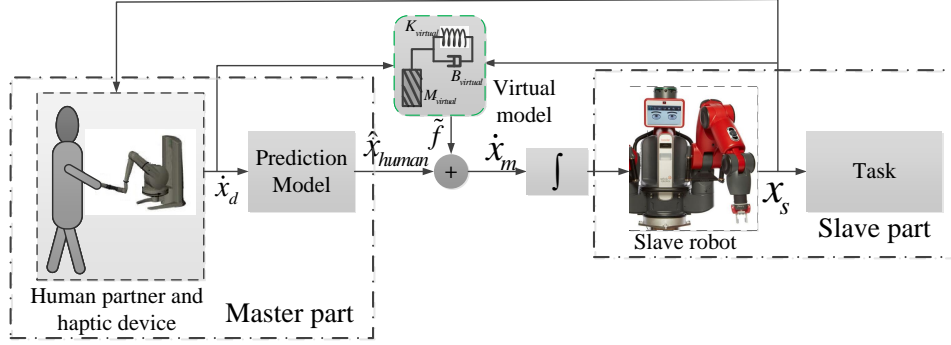 K_virtual
B_virtual
M_virtual
Virtual
model
f̃
x̂_human
ẋ_m
ẋ_d
Prediction
Model
+
∫
x_s
Task
Slave robot
Slave part
Human partner and
haptic device
Master part